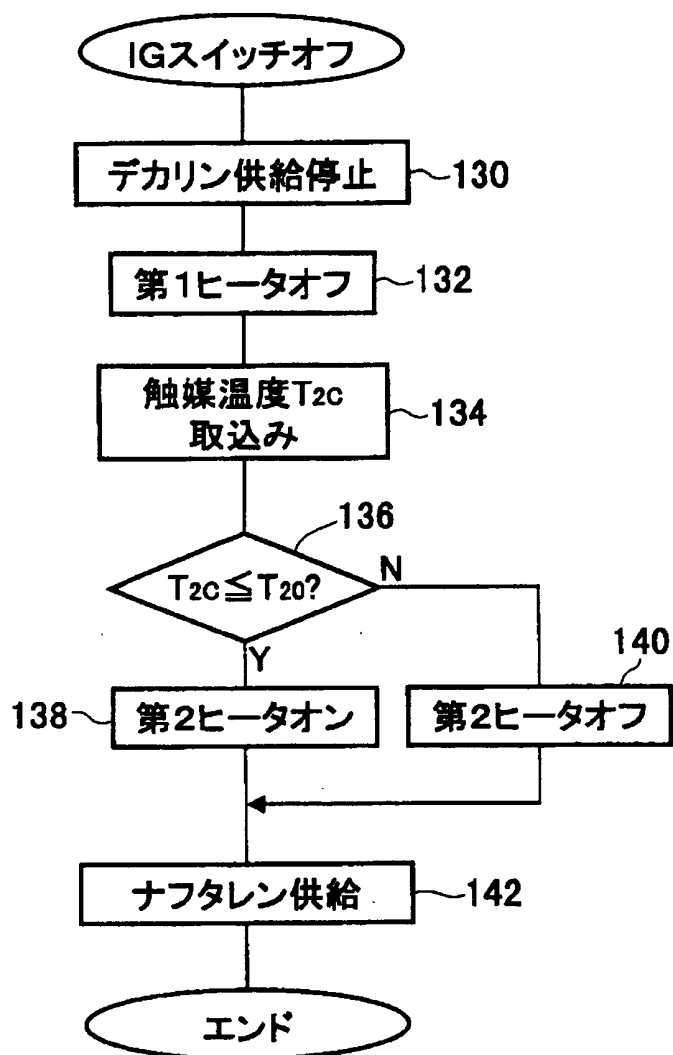 IGスイッチオフ
デカリン供給停止
130
第1ヒータオフ
132
触媒温度T2C
取込み
134
136
T2C≦T20?
N
Y
140
138
第2ヒータオン
第2ヒータオフ
ナフタレン供給
142
エンド